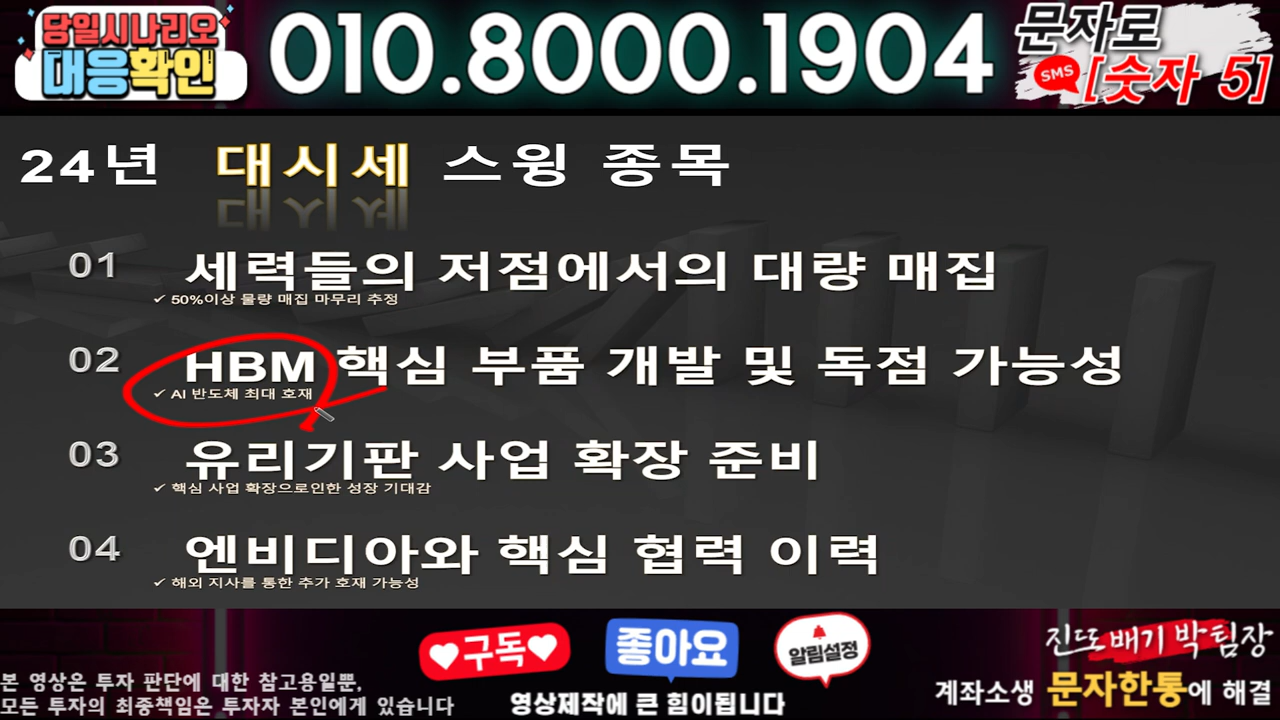 당일시나리오
대응확인
010.8000.1904
문자로
SMS
[숫자 5]
24년 대시세 스윙 종목
01 세력들의 저점에서의 대량 매집
✓ 50%이상 물량 매집 마무리 추정
02 HBM 핵심 부품 개발 및 독점 가능성
✓ AI 반도체 최대 호재
03 유리기판 사업 확장 준비
✓ 핵심 사업 확장으로인한 성장 기대감
04 엔비디아와 핵심 협력 이력
✓ 해외 지사를 통한 추가 호재 가능성
구독
좋아요
알림설정
영상제작에 큰 힘이됩니다
본 영상은 투자 판단에 대한 참고용일뿐,
모든 투자의 최종책임은 투자자 본인에게 있습니다
진또배기 박팀장
계좌소생 문자한통에 해결